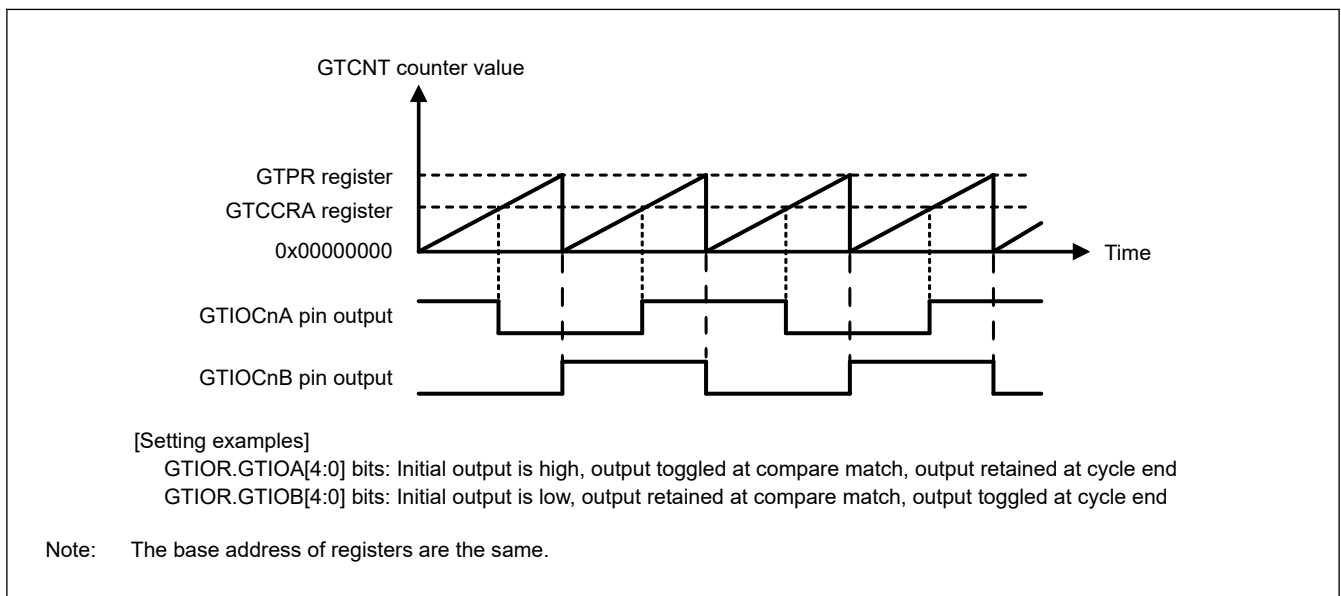 GTCNT counter value
GTPR register
GTCCRA register
0x00000000
Time
GTIOCnA pin output
GTIOCnB pin output
[Setting examples]
GTIOR.GTIOA[4:0] bits: Initial output is high, output toggled at compare match, output retained at cycle end
GTIOR.GTIOB[4:0] bits: Initial output is low, output retained at compare match, output toggled at cycle end
Note: The base address of registers are the same.